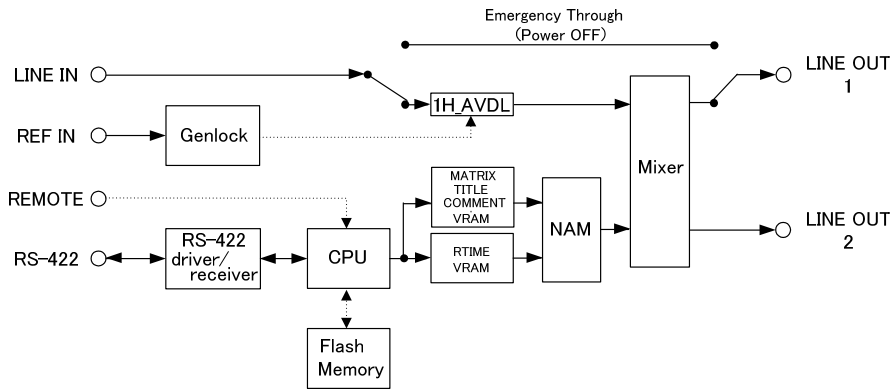 Emergency Through
(Power OFF)
LINE IN
1H_AVDL
LINE OUT
1
REF IN
Genlock
Mixer
REMOTE
MATRIX
TITLE
COMMENT
VRAM
NAM
LINE OUT
2
RS-422
RS-422
driver/
receiver
CPU
RTIME
VRAM
Flash
Memory